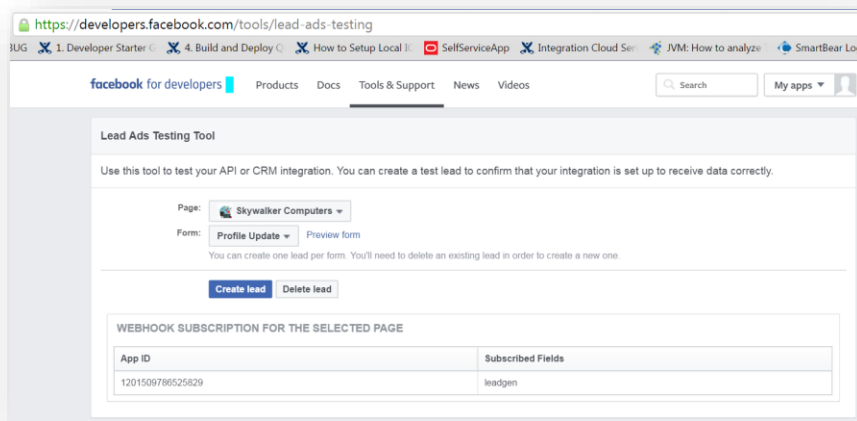 https://developers.facebook.com/tools/lead-ads-testing
BUG 1. Developer Starter G 4. Build and Deploy Q How to Setup Local IC SelfServiceApp Integration Cloud Ser JVM: How to analyze SmartBear Lo
facebook for developers Products Docs Tools & Support News Videos Search My apps
Lead Ads Testing Tool
Use this tool to test your API or CRM integration. You can create a test lead to confirm that your integration is set up to receive data correctly.
Page: Skywalker Computers
Form: Profile Update Preview form
You can create one lead per form. You'll need to delete an existing lead in order to create a new one.
Create lead Delete lead
WEBHOOK SUBSCRIPTION FOR THE SELECTED PAGE
App ID Subscribed Fields
1201509786525829 leadgen